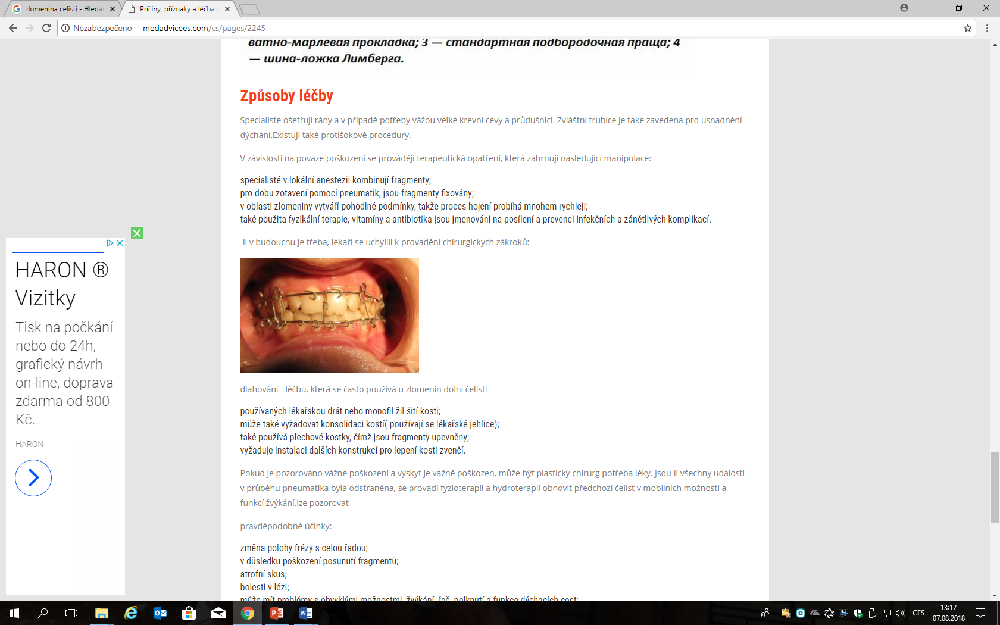 zlomenina čelisti - Hledat
Příčiny, příznaky a léčba z
Nezabezpečeno
medadvicees.com/cs/pages/2245
ватно-марлевая прокладка; 3 — стандартная подбородочная праща; 4
— шина-ложка Лимберга.
Způsoby léčby
Specialisté ošetřují rány a v případě potřeby vážou velké krevní cévy a průdušnici. Zvláštní trubice je také zavedena pro usnadnění
dýchání.Existují také protišokové procedury.
V závislosti na povaze poškození se provádějí terapeutická opatření, která zahrnují následující manipulace:
specialisté v lokální anestezii kombinují fragmenty;
pro dobu zotavení pomocí pneumatik, jsou fragmenty fixovány;
v oblasti zlomeniny vytváří pohodlné podmínky, takže proces hojení probíhá mnohem rychleji;
také použita fyzikální terapie, vitamíny a antibiotika jsou jmenováni na posílení a prevenci infekčních a zánětlivých komplikací.
-li v budoucnu je třeba, lékaři se uchýlili k provádění chirurgických zákroků:
dlahování - léčbu, která se často používá u zlomenin dolní čelisti
používaných lékařskou drát nebo monofil žil šití kosti;
může také vyžadovat konsolidaci kostí( používají se lékařské jehlice);
také používá plechové kostky, čímž jsou fragmenty upevněny;
vyžaduje instalaci dalších konstrukcí pro lepení kosti zvenčí.
Pokud je pozorováno vážné poškození a výskyt je vážně poškozen, může být plastický chirurg potřeba léky. Jsou-li všechny události
v průběhu pneumatika byla odstraněna, se provádí fyzioterapii a hydroterapii obnovit předchozí čelist v mobilních možností a
funkcí žvýkání.lze pozorovat
pravděpodobné účinky:
změna polohy frézy s celou řadou;
v důsledku poškození posunutí fragmentů;
atrofní skus;
bolesti v lézi;
může mít problémy s obvyklými možnostmi, žvýkání, řeč, polknutí a funkce dýchacích cest;
HARON ®
Vizitky
Tisk na počkání
nebo do 24h,
grafický návrh
on-line, doprava
zdarma od 800
Kč.
HARON
CES
13:17
07.08.2018